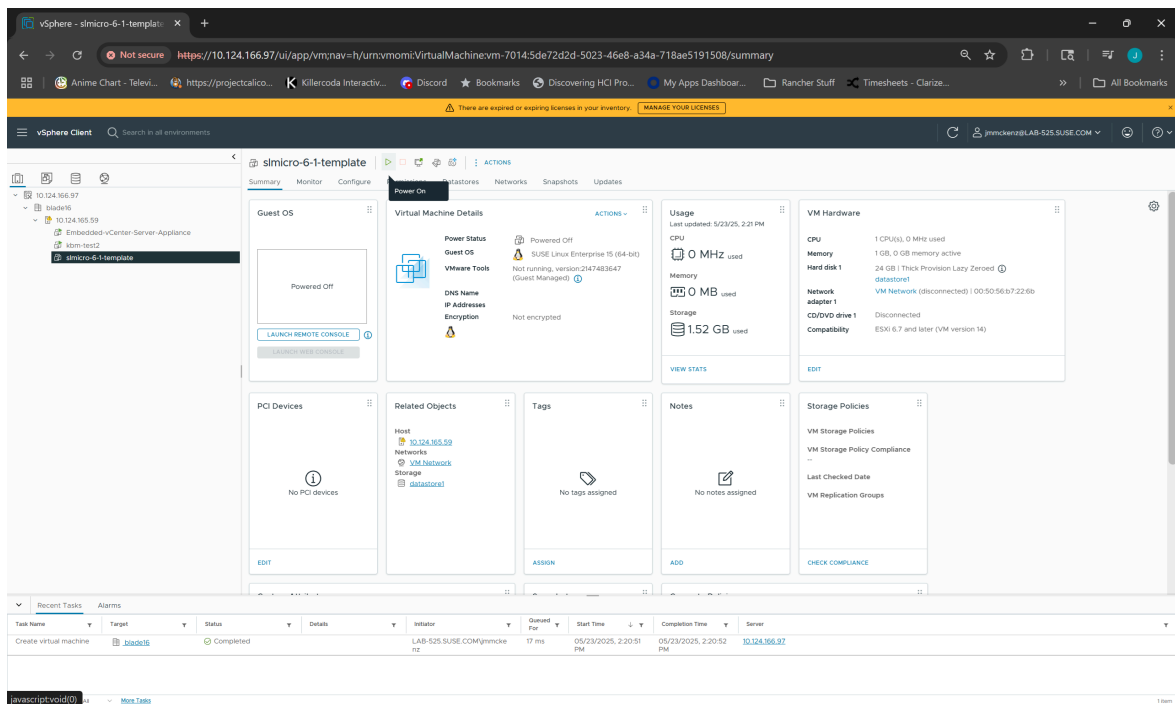 vSphere - slmicro-6-1-template
Not secure https://10.124.166.97/ui/app/vm;nav=h/urn:vmomi:VirtualMachine:vm-7014:5de72d2d-5023-46e8-a34a-718ae5191508/summary
Anime Chart - Televi... https://projectcalico... Killercoda Interactiv... Discord Bookmarks Discovering HCI Pro... My Apps Dashboar... Rancher Stuff Timesheets - Clarize... » All Bookmarks
There are expired or expiring licenses in your inventory. MANAGE YOUR LICENSES
vSphere Client Search in all environments jmmckenz@LAB-525.SUSE.COM
slmicro-6-1-template ACTIONS
Summary Monitor Configure Datastores Networks Snapshots Updates
Power On
10.124.166.97
blade16
10.124.165.59
Embedded-vCenter-Server-Appliance
kbm-test2
slmicro-6-1-template
Guest OS
Powered Off
LAUNCH REMOTE CONSOLE
LAUNCH WEB CONSOLE
Virtual Machine Details ACTIONS
Power Status Powered Off
Guest OS SUSE Linux Enterprise 15 (64-bit)
VMware Tools Not running, version:2147483647
(Guest Managed)
DNS Name
IP Addresses
Encryption Not encrypted
Usage
Last updated: 5/23/25, 2:21 PM
CPU
0 MHz used
Memory
0 MB used
Storage
1.52 GB used
VIEW STATS
VM Hardware
CPU 1 CPU(s), 0 MHz used
Memory 1 GB, 0 GB memory active
Hard disk 1 24 GB | Thick Provision Lazy Zeroed
datastore1
Network adapter 1 VM Network (disconnected) | 00:50:56:b7:22:6b
CD/DVD drive 1 Disconnected
Compatibility ESXi 6.7 and later (VM version 14)
EDIT
PCI Devices
No PCI devices
EDIT
Related Objects
Host
10.124.165.59
Networks
VM Network
Storage
datastore1
Tags
No tags assigned
ASSIGN
Notes
No notes assigned
ADD
Storage Policies
VM Storage Policies
VM Storage Policy Compliance
--
Last Checked Date
VM Replication Groups
CHECK COMPLIANCE
Recent Tasks Alarms
Task Name Target Status Details Initiator Queued For Start Time Completion Time Server
Create virtual machine blade16 Completed LAB-525.SUSE.COM\jmmcke
nz 17 ms 05/23/2025, 2:20:51
PM 05/23/2025, 2:20:52
PM 10.124.166.97
javascript:void(0) All More Tasks 1 item